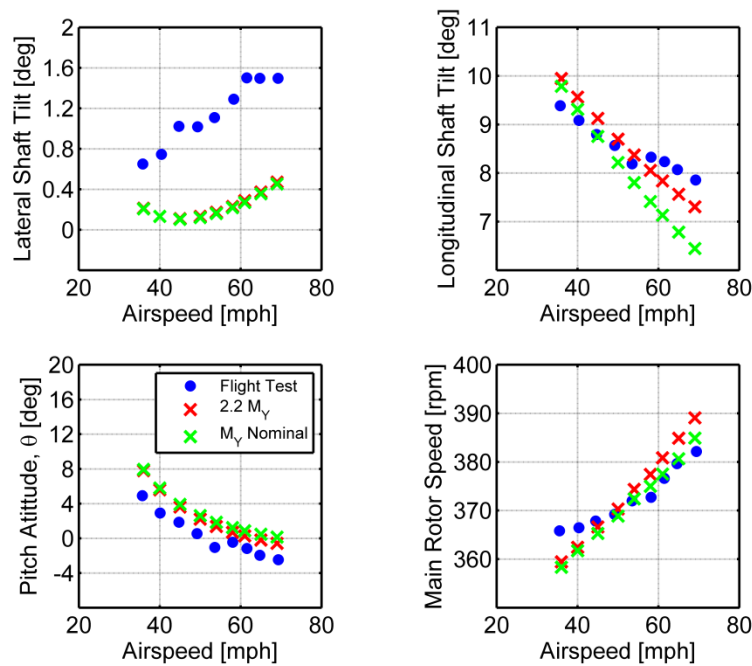 Lateral Shaft Tilt [deg]
2
1.6
1.2
0.8
0.4
0
20 40 60 80
Airspeed [mph]
Longitudinal Shaft Tilt [deg]
11
10
9
8
7
6
20 40 60 80
Airspeed [mph]
Pitch Atititude, θ [deg]
20
16
12
8
4
0
-4
Flight Test
2.2 M_Y
M_Y Nominal
20 40 60 80
Airspeed [mph]
Main Rotor Speed [rpm]
400
390
380
370
360
350
20 40 60 80
Airspeed [mph]